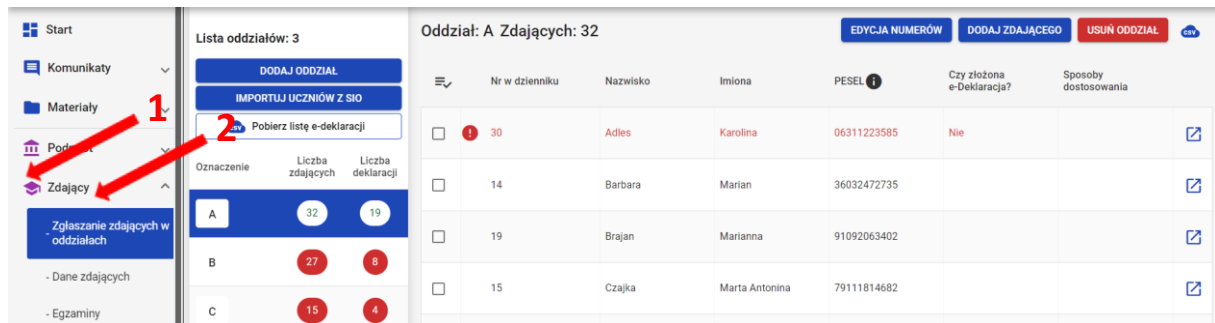 Start
Komunikaty
Materiały
1
2
Zdający
- Zgłaszanie zdających w
oddziałach
- Dane zdających
- Egzaminy
Lista oddziałów: 3
DODAJ ODDZIAŁ
IMPORTUJ UCZNIÓW Z SIO
Pobierz listę e-deklaracji
Oznaczenie Liczba zdających Liczba deklaracji
A 32 19
B 27 8
C 15 4
Oddział: A Zdających: 32
EDYCJA NUMERÓW DODAJ ZDAJĄCEGO USUŃ ODDZIAŁ CSV
Nr w dzienniku Nazwisko Imiona PESEL Czy złożona e-Deklaracja? Sposoby dostosowania
30 Adles Karolina 06311223585 Nie
14 Barbara Marian 36032472735
19 Brajan Marianna 91092063402
15 Czajka Marta Antonina 79111814682